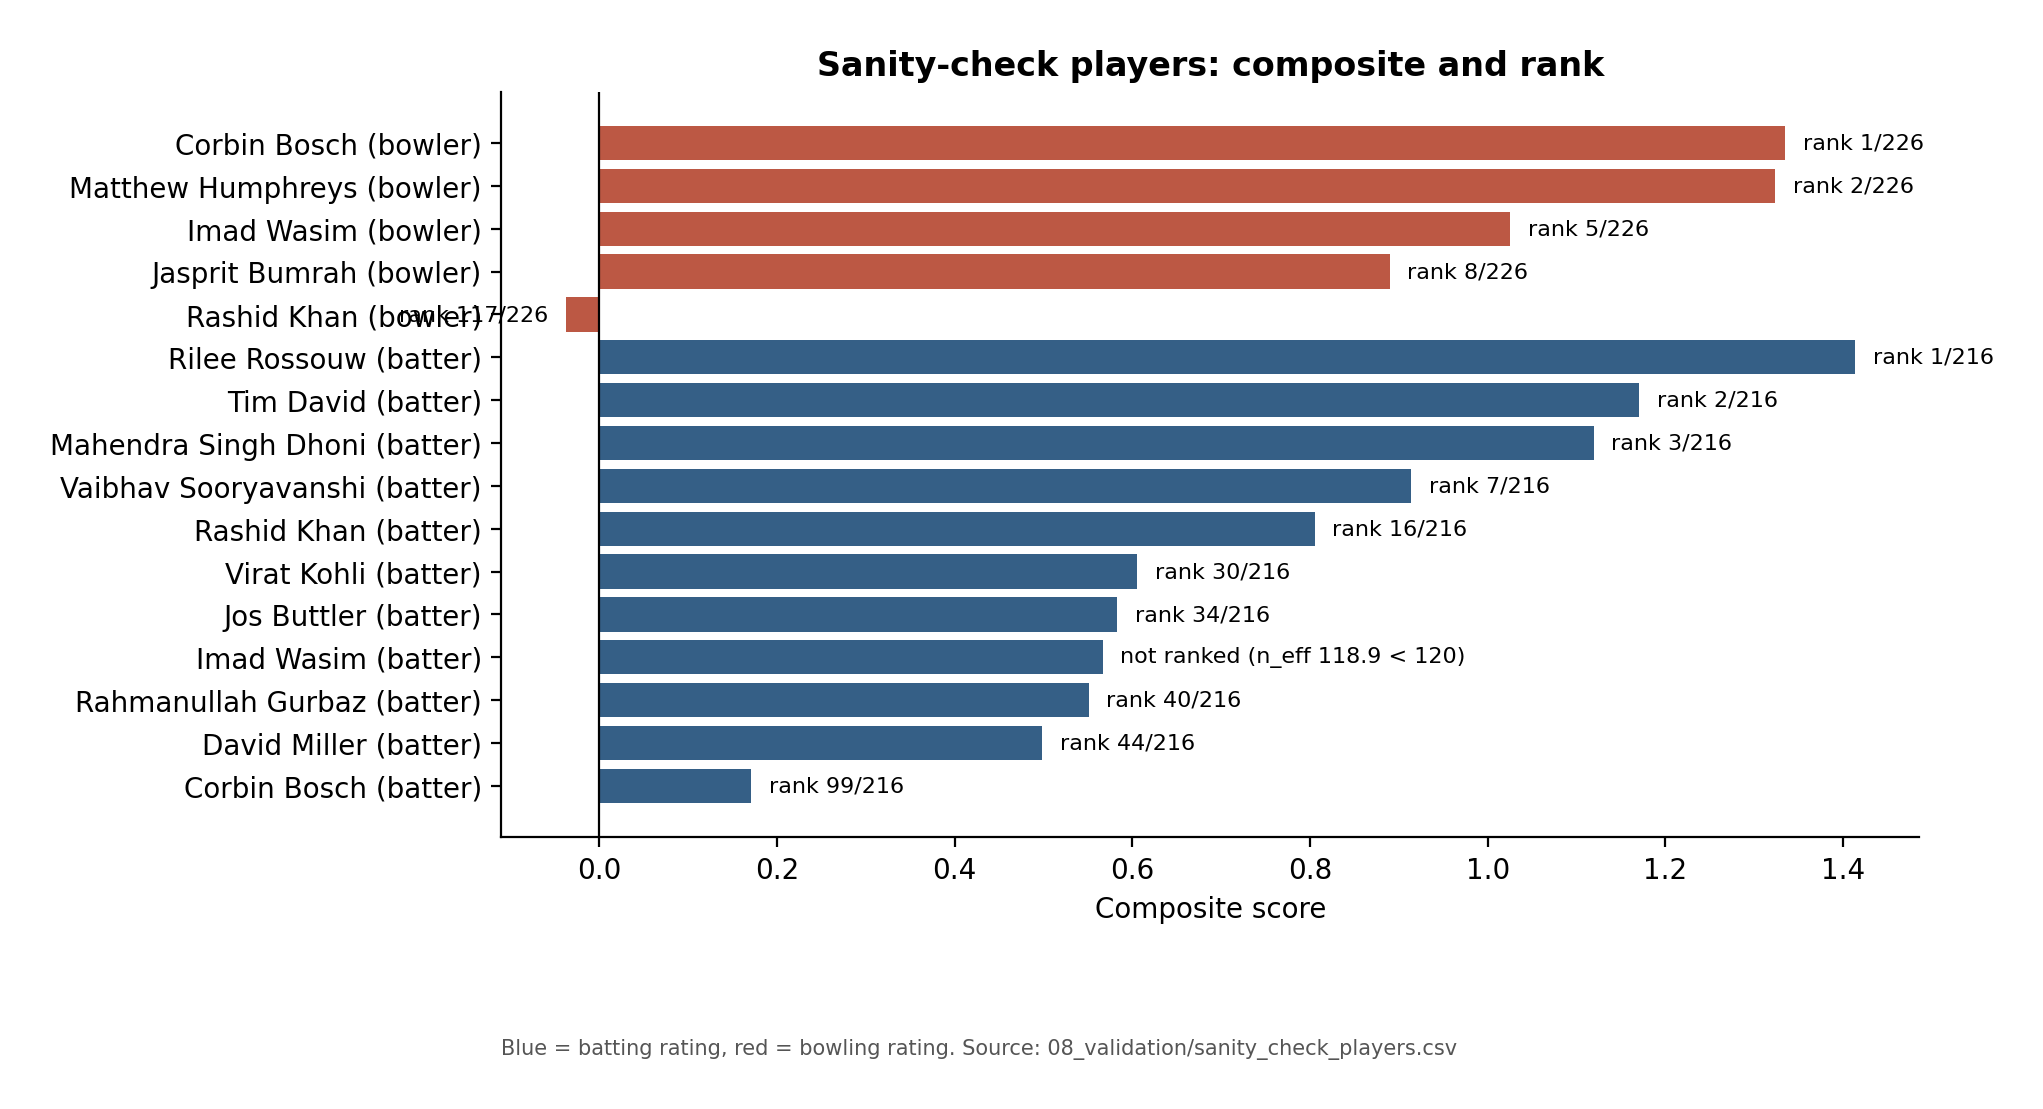 Sanity-check players: composite and rank
Corbin Bosch (bowler) rank 1/226
Matthew Humphreys (bowler) rank 2/226
Imad Wasim (bowler) rank 5/226
Jasprit Bumrah (bowler) rank 8/226
Rashid Khan (bowler) rank 117/226
Rilee Rossouw (batter) rank 1/216
Tim David (batter) rank 2/216
Mahendra Singh Dhoni (batter) rank 3/216
Vaibhav Sooryavanshi (batter) rank 7/216
Rashid Khan (batter) rank 16/216
Virat Kohli (batter) rank 30/216
Jos Buttler (batter) rank 34/216
Imad Wasim (batter) not ranked (n_eff 118.9 < 120)
Rahmanullah Gurbaz (batter) rank 40/216
David Miller (batter) rank 44/216
Corbin Bosch (batter) rank 99/216
0.0 0.2 0.4 0.6 0.8 1.0 1.2 1.4
Composite score
Blue = batting rating, red = bowling rating. Source: 08_validation/sanity_check_players.csv